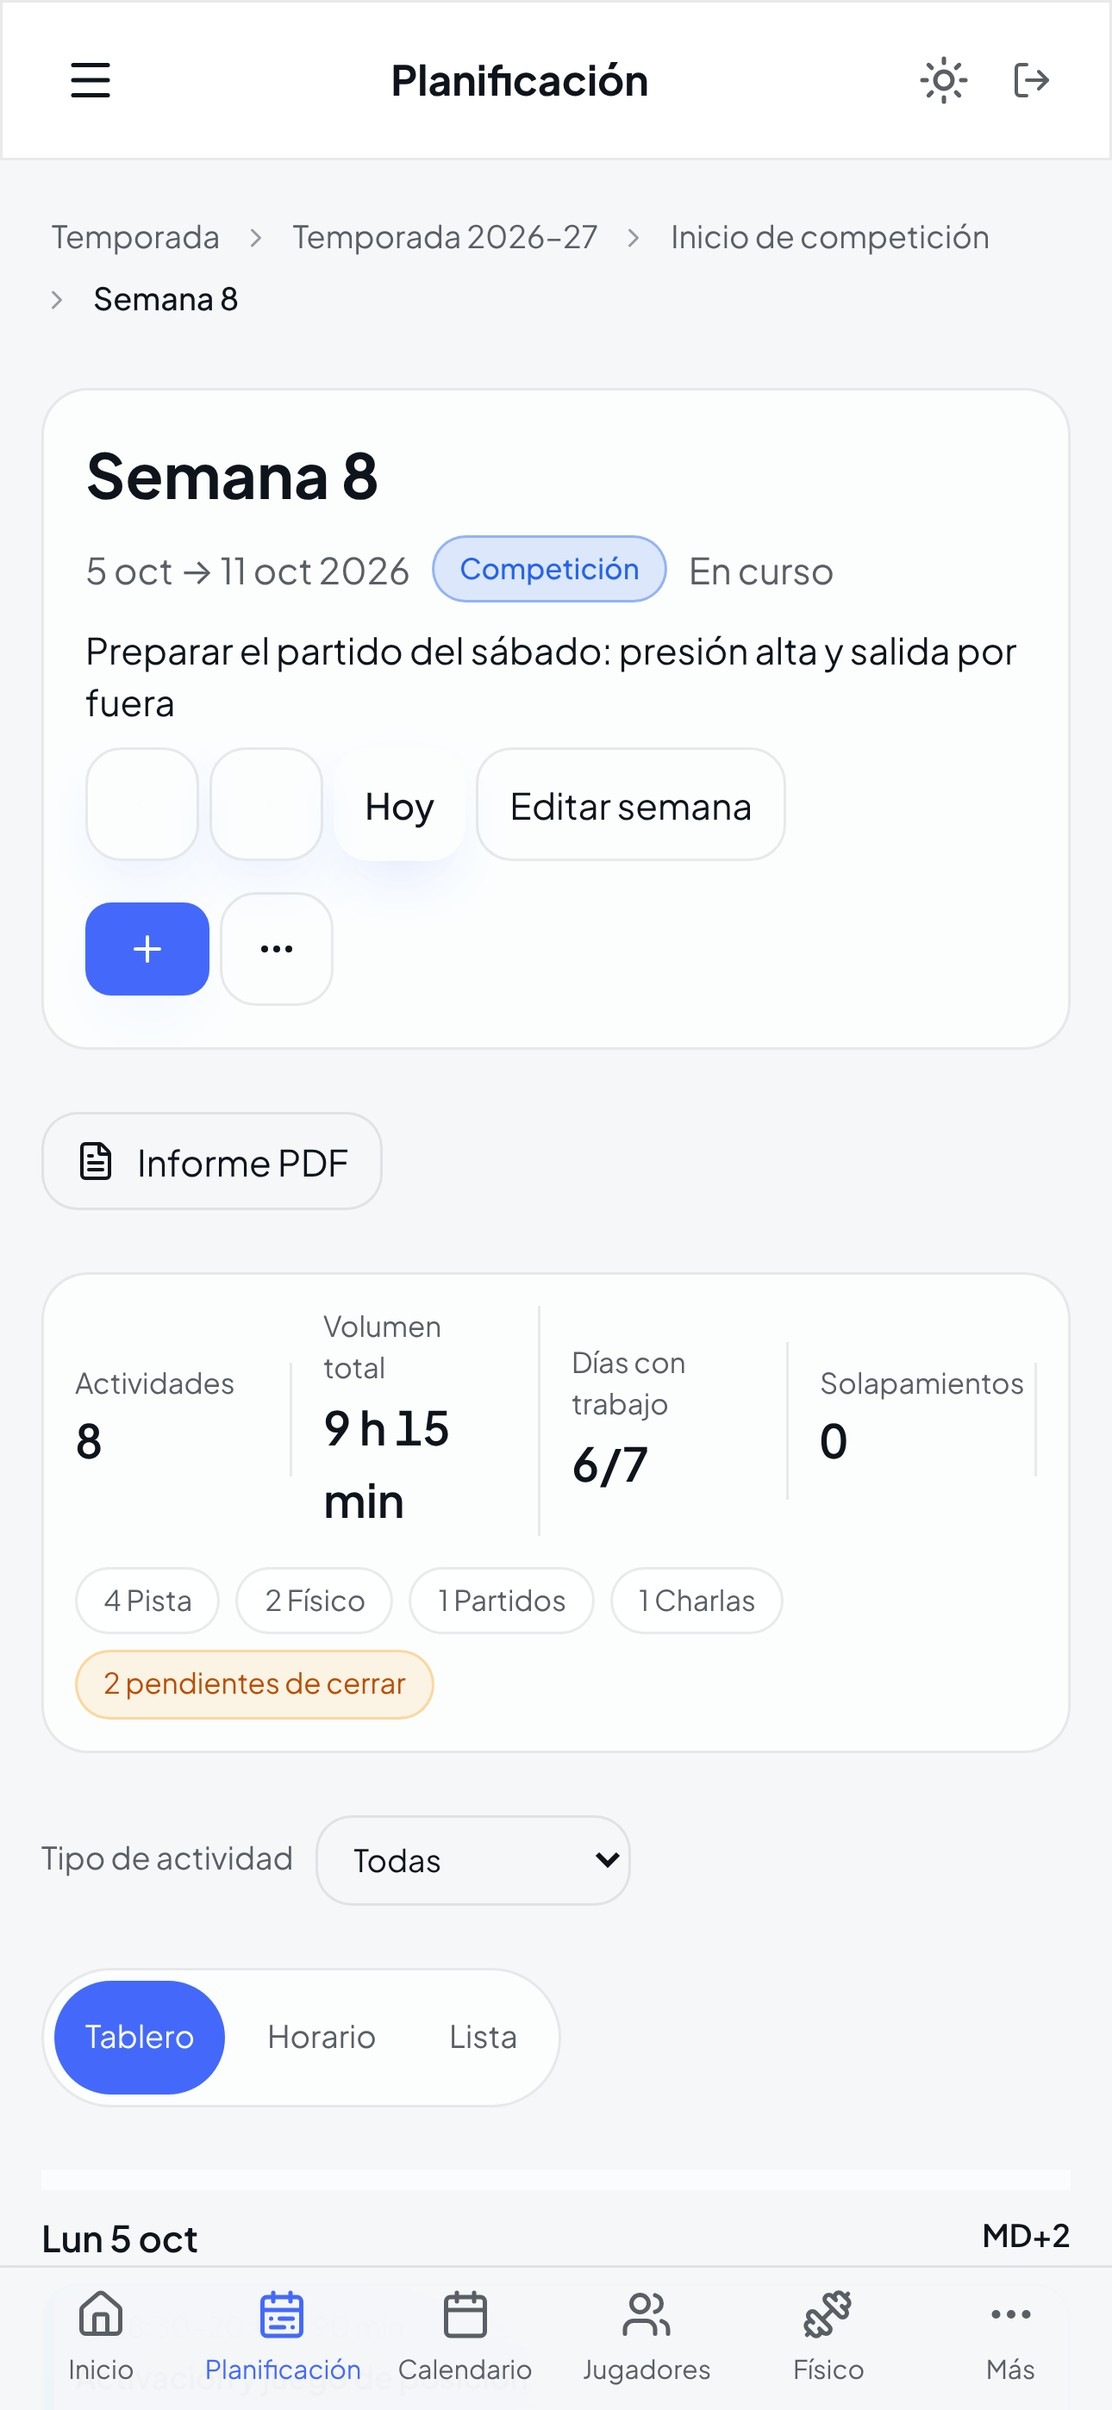 Planificación
Temporada > Temporada 2026–27 > Inicio de competición
> Semana 8
Semana 8
5 oct → 11 oct 2026 Competición En curso
Preparar el partido del sábado: presión alta y salida por
fuera
Hoy Editar semana
+ ...
Informe PDF
Actividades
8
Volumen
total
9 h 15
min
Días con
trabajo
6/7
Solapamientos
0
4 Pista 2 Físico 1 Partidos 1 Charlas
2 pendientes de cerrar
Tipo de actividad Todas
Tablero Horario Lista
Lun 5 oct MD+2
Activación y juego de posición
Inicio Planificación Calendario Jugadores Físico Más